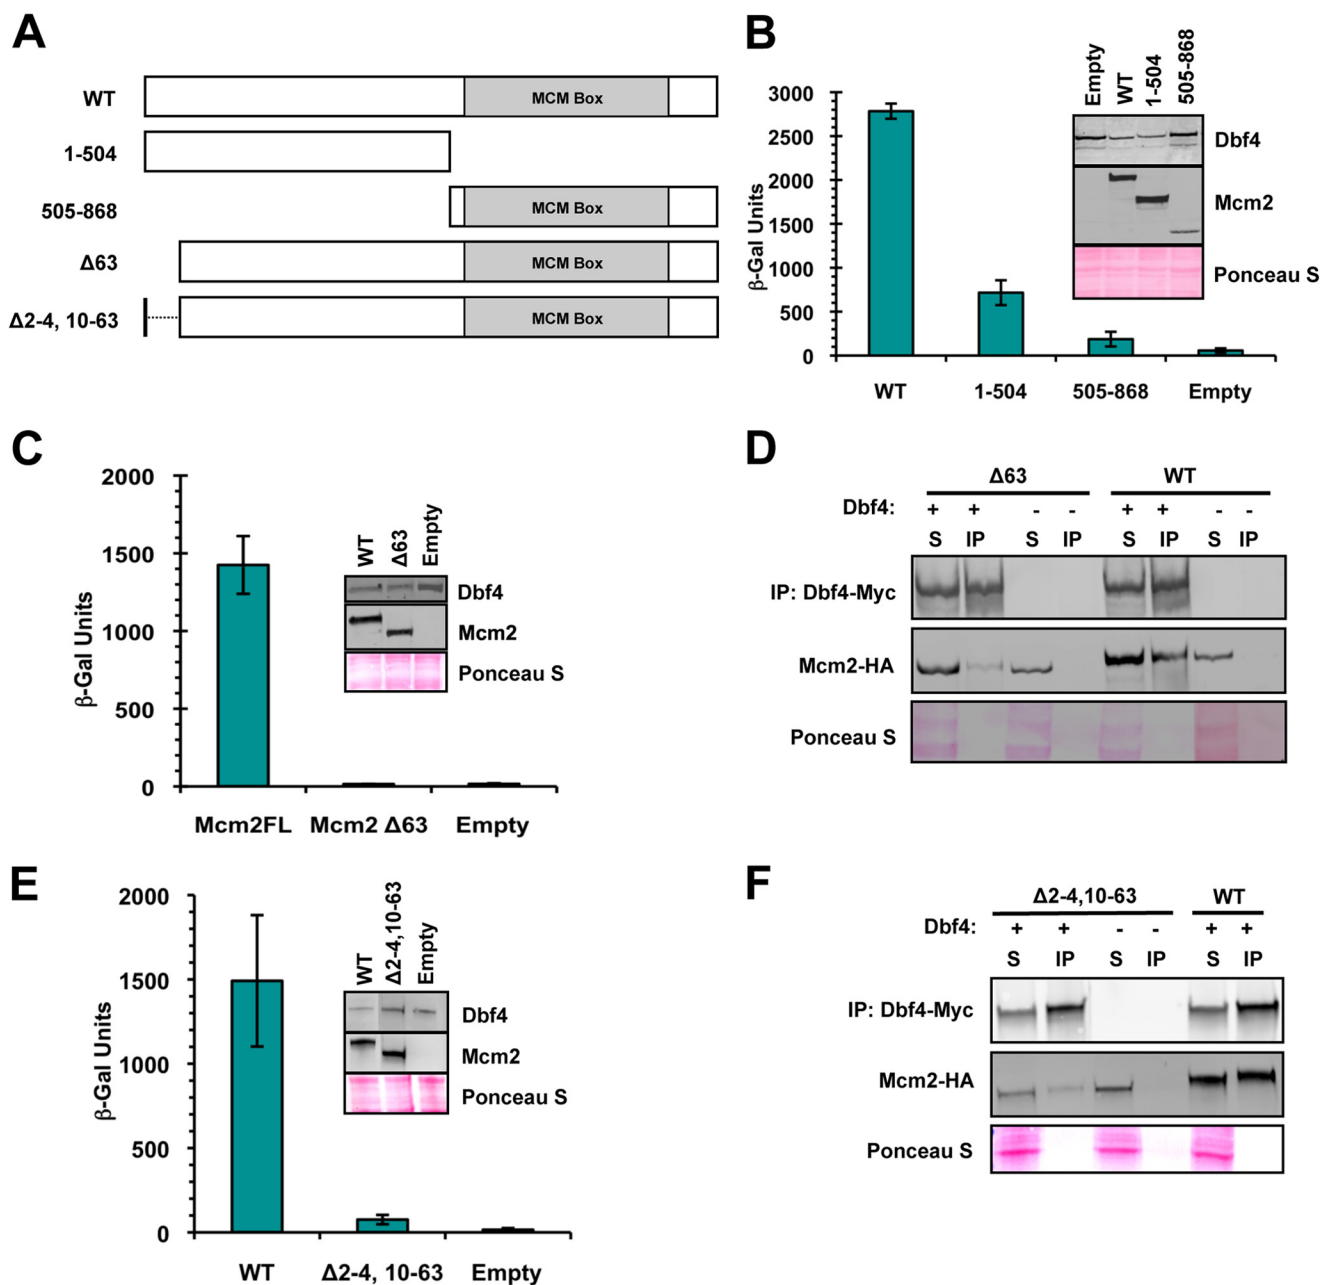 A
WT
MCM Box
1-504
505-868
MCM Box
Δ63
MCM Box
Δ2-4, 10-63
MCM Box
B
β-Gal Units
3000
2500
2000
1500
1000
500
0
WT
1-504
505-868
Empty
Empty
WT
1-504
505-868
Dbf4
Mcm2
Ponceau S
C
β-Gal Units
2000
1500
1000
500
0
Mcm2FL
Mcm2 Δ63
Empty
WT
Δ63
Empty
Dbf4
Mcm2
Ponceau S
D
Δ63 WT
Dbf4: + + - - + + - -
S IP S IP S IP S IP
IP: Dbf4-Myc
Mcm2-HA
Ponceau S
E
β-Gal Units
2000
1500
1000
500
0
WT
Δ2-4, 10-63
Empty
WT
Δ2-4,10-63
Empty
Dbf4
Mcm2
Ponceau S
F
Δ2-4,10-63 WT
Dbf4: + + - - + +
S IP S IP S IP
IP: Dbf4-Myc
Mcm2-HA
Ponceau S